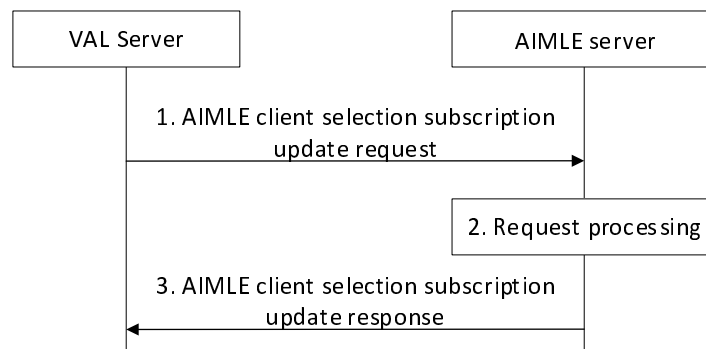 VAL Server
AIMLE server
1. AIMLE client selection subscription
update request
2. Request processing
3. AIMLE client selection subscription
update response